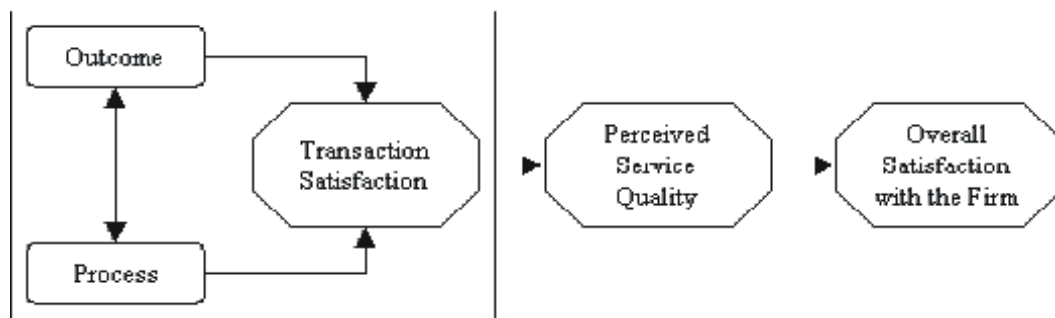 Outcome
Transaction
Satisfaction
Process
Perceived
Service
Quality
Overall
Satisfaction
with the Firm